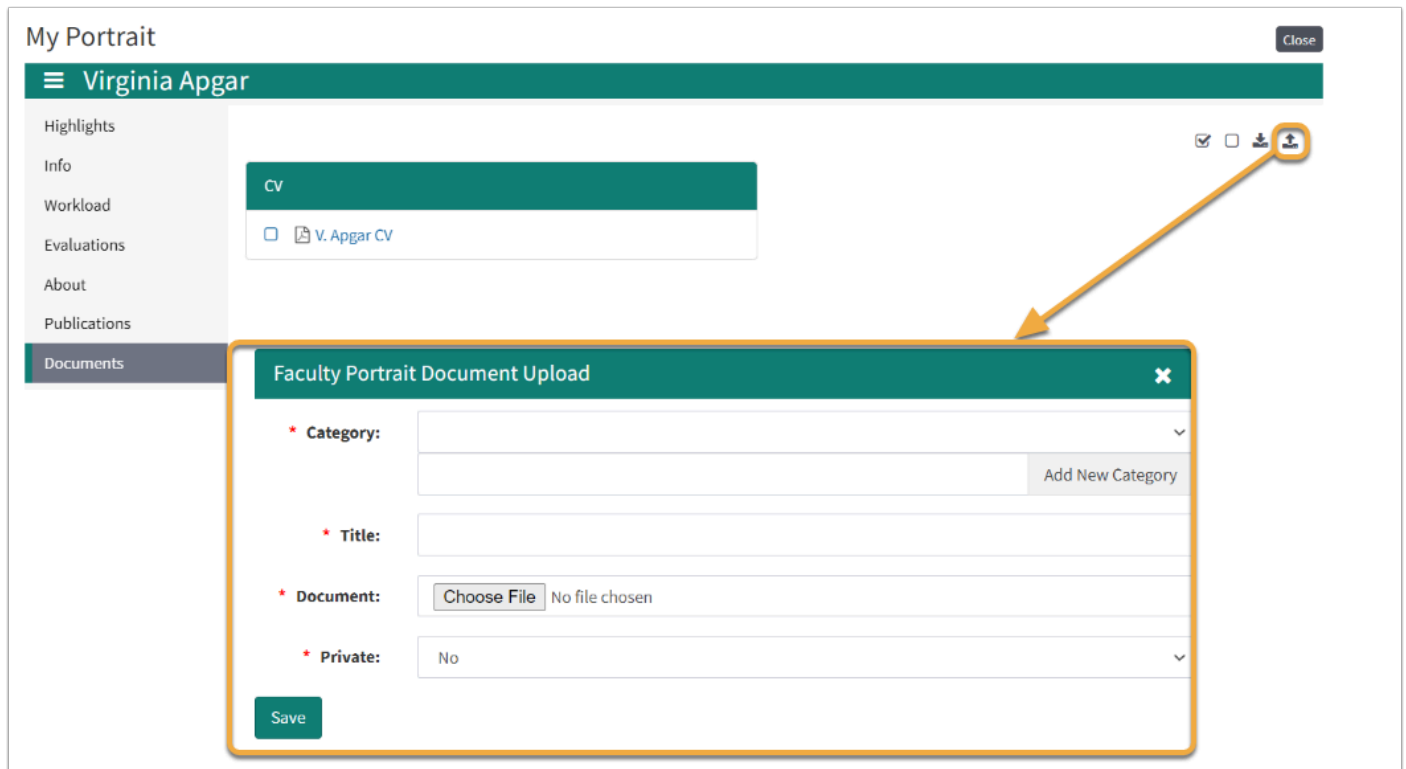 My Portrait
Close
Virginia Apgar
Highlights
Info
Workload
Evaluations
About
Publications
Documents
CV
V. Apgar CV
Faculty Portrait Document Upload
* Category:
Add New Category
* Title:
* Document: Choose File No file chosen
* Private: No
Save